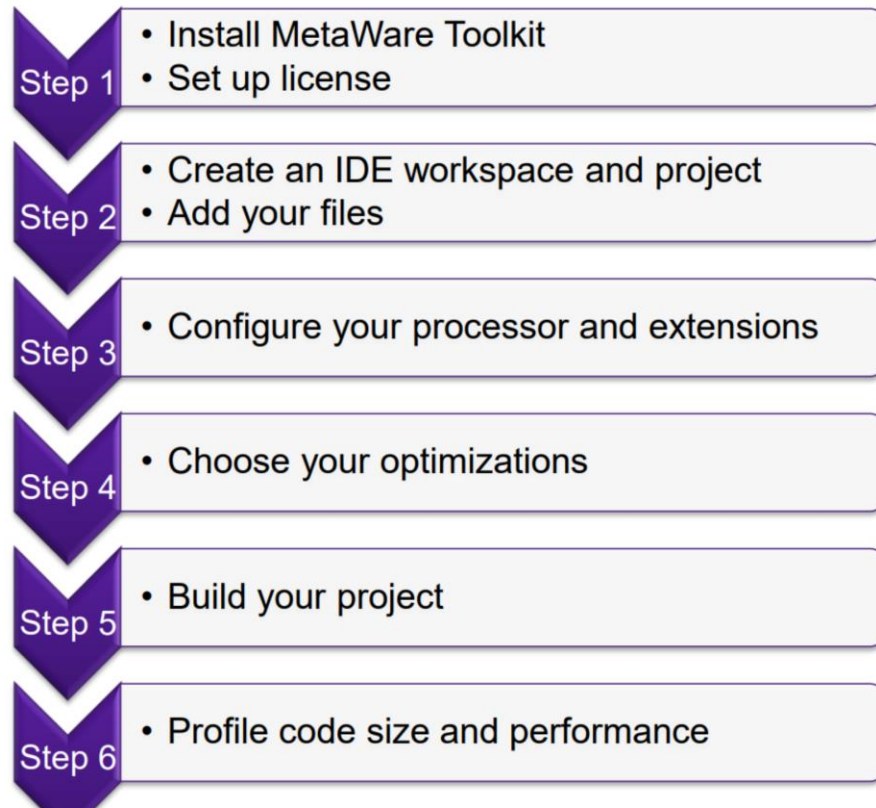 Step 1
• Install MetaWare Toolkit
• Set up license
Step 2
• Create an IDE workspace and project
• Add your files
Step 3
• Configure your processor and extensions
Step 4
• Choose your optimizations
Step 5
• Build your project
Step 6
• Profile code size and performance